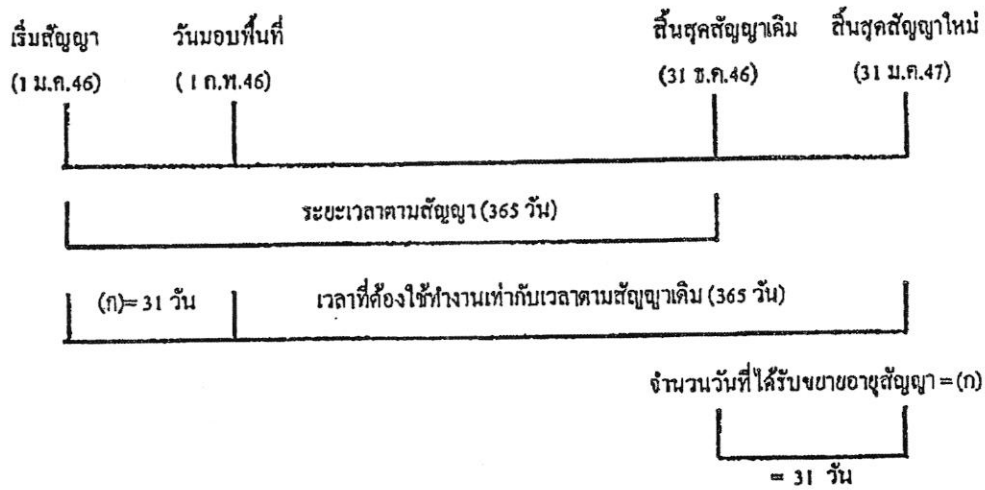 เริ่มสัญญา วันมอบพื้นที่ สิ้นสุดสัญญาเดิม สิ้นสุดสัญญาใหม่
(1 ม.ค.46) ( 1 ก.พ.46) (31 ธ.ค.46) (31 ม.ค.47)
ระยะเวลาตามสัญญา (365 วัน)
(ก)= 31 วัน เวลาที่ต้องใช้ทำงานเท่ากับเวลาตามสัญญาเดิม (365 วัน)
จำนวนวันที่ได้รับขยายอายุสัญญา = (ก)
= 31 วัน